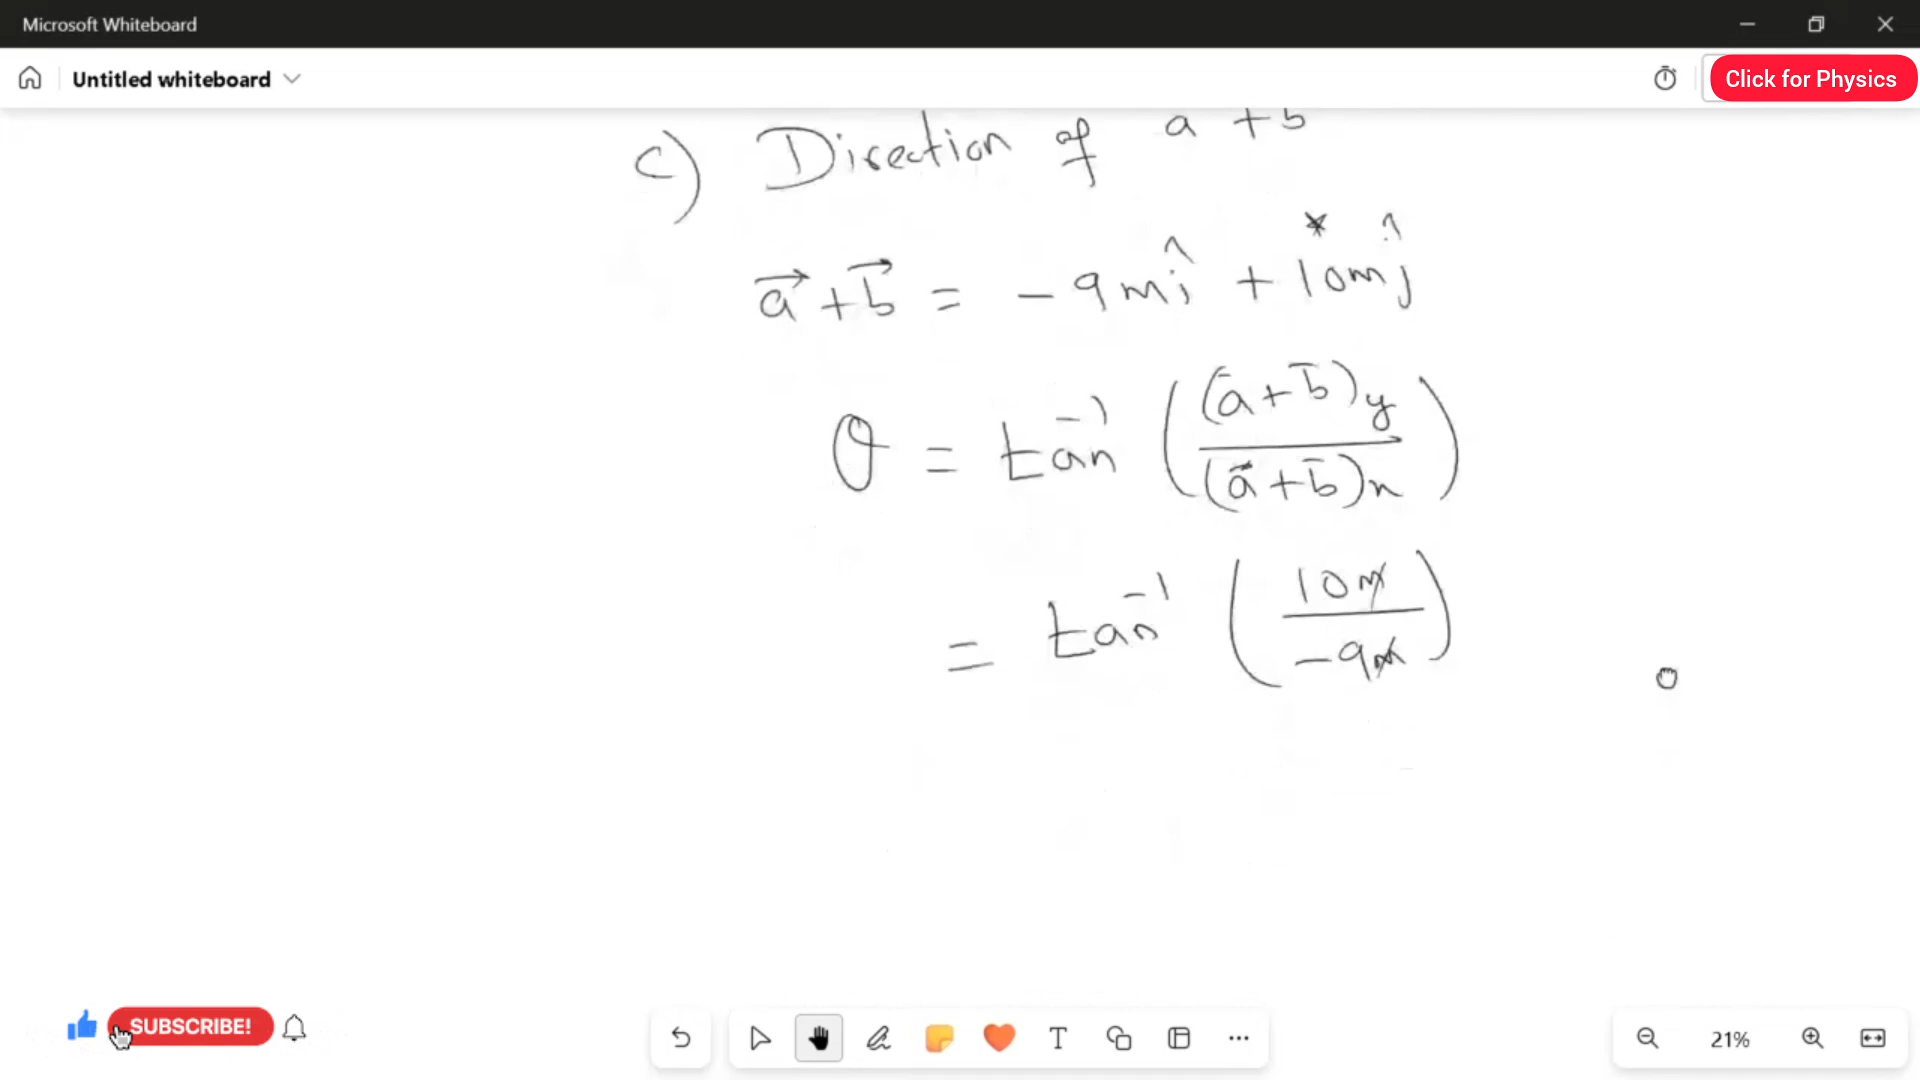 Microsoft Whiteboard
Untitled whiteboard
Click for Physics
c) Direction of a + b
a⃗ + b⃗ = - 9m î + 10m ĵ
θ = tan⁻¹ ( (a⃗ + b⃗)y / (a⃗ + b⃗)x )
= tan⁻¹ ( 10m / -9m )
SUBSCRIBE!
T
21%